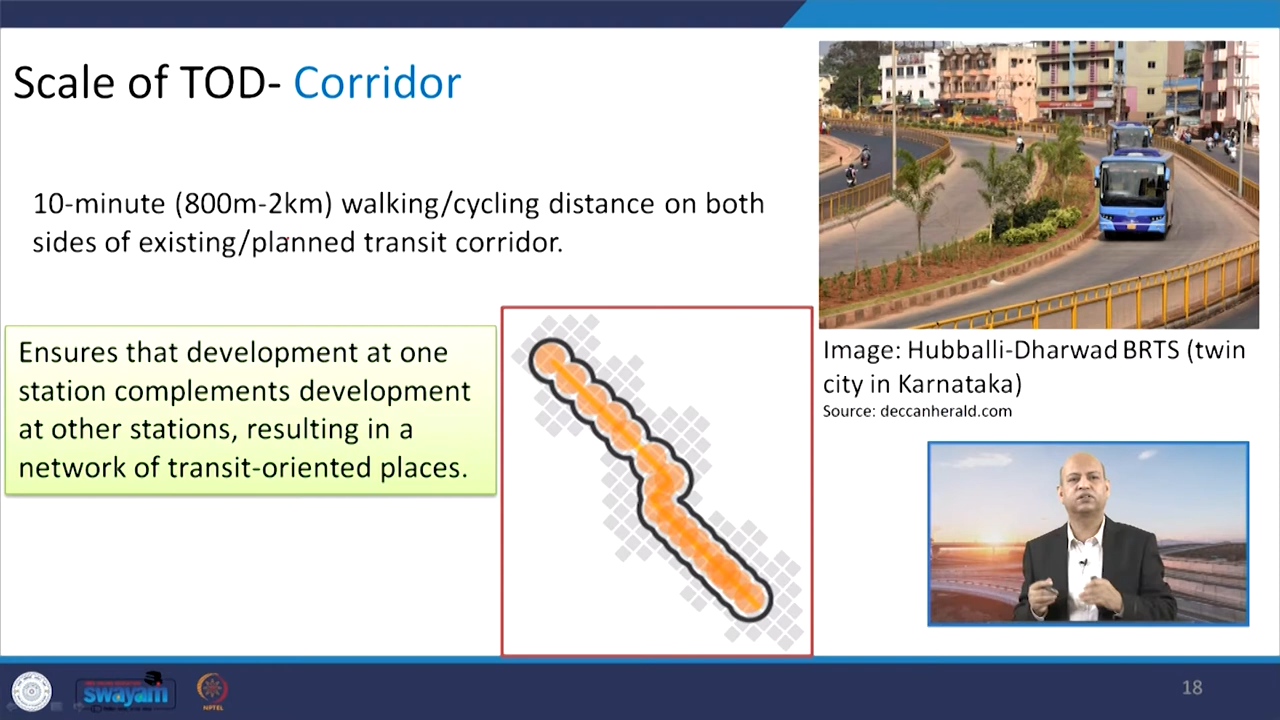 Scale of TOD- Corridor
10-minute (800m-2km) walking/cycling distance on both
sides of existing/planned transit corridor.
Ensures that development at one
station complements development
at other stations, resulting in a
network of transit-oriented places.
Image: Hubballi-Dharwad BRTS (twin
city in Karnataka)
Source: deccanherald.com
swayam
NPTEL
18